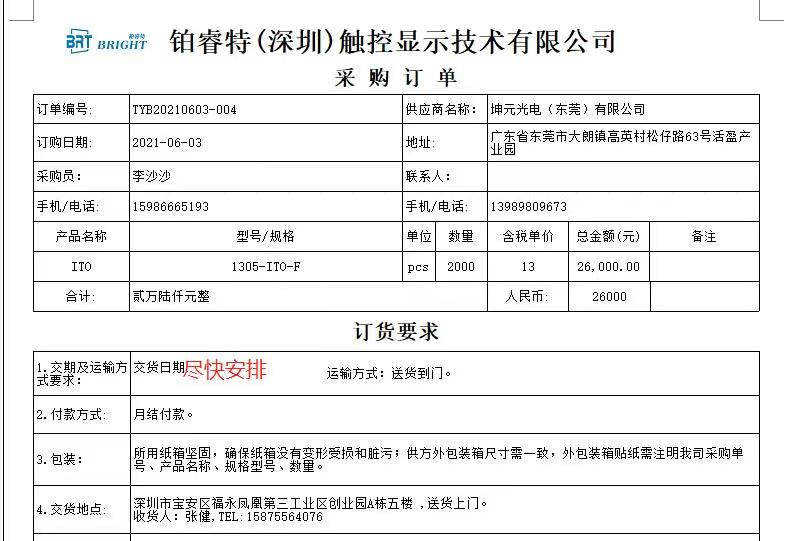 BRT BRIGHT 铂睿特
铂睿特(深圳)触控显示技术有限公司
采 购 订 单
订单编号: TYB20210603-004 供应商名称: 坤元光电（东莞）有限公司
订购日期: 2021-06-03 地址: 广东省东莞市大朗镇高英村松仔路63号活盈产
业园
采购员: 李沙沙 联系人:
手机/电话: 15986665193 手机/电话: 13989809673
产品名称 型号/规格 单位 数量 含税单价 总金额(元) 备注
ITO 1305-ITO-F pcs 2000 13 26,000.00
合计: 贰万陆仟元整 人民币: 26000
订货要求
1.交期及运输方
式要求: 交货日期 尽快安排 运输方式: 送货到门。
2.付款方式: 月结付款。
3.包装: 所用纸箱坚固，确保纸箱没有变形受损和脏污; 供方外包装箱尺寸需一致，外包装箱贴纸需注明我司采购单
号、产品名称、规格型号、数量。
4.交货地点: 深圳市宝安区福永凤凰第三工业区创业园A栋五楼 ,送货上门。
收货人: 张健,TEL:15875564076